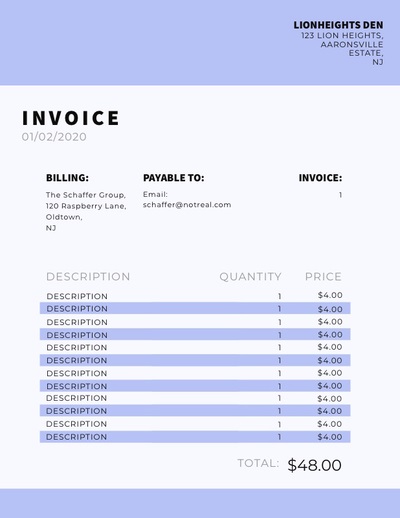 LIONHEIGHTS DEN
123 LION HEIGHTS,
AARONSVILLE
ESTATE,
NJ
INVOICE
01/02/2020
BILLING:
The Schaffer Group,
120 Raspberry Lane,
Oldtown,
NJ
PAYABLE TO:
Email:
schaffer@notreal.com
INVOICE:
1
DESCRIPTION QUANTITY PRICE
DESCRIPTION 1 $4.00
DESCRIPTION 1 $4.00
DESCRIPTION 1 $4.00
DESCRIPTION 1 $4.00
DESCRIPTION 1 $4.00
DESCRIPTION 1 $4.00
DESCRIPTION 1 $4.00
DESCRIPTION 1 $4.00
DESCRIPTION 1 $4.00
DESCRIPTION 1 $4.00
DESCRIPTION 1 $4.00
DESCRIPTION 1 $4.00
TOTAL: $48.00